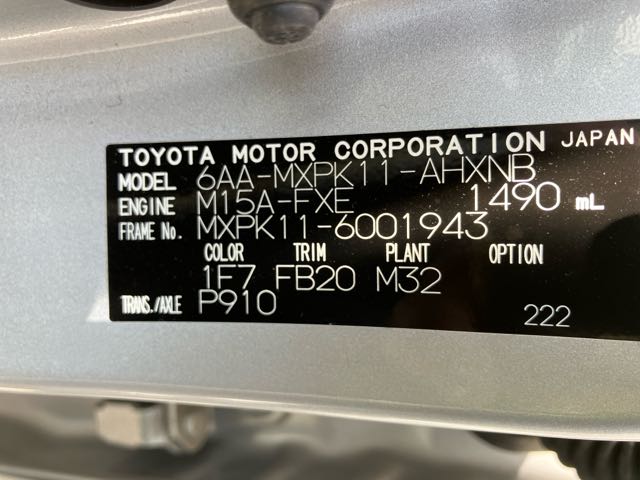 TOYOTA MOTOR CORPORATION JAPAN
MODEL 6AA-MXPK11-AHXNB
ENGINE M15A-FXE 1490 mL
FRAME No. MXPK11-6001943
COLOR TRIM PLANT OPTION
1F7 FB20 M32
TRANS./AXLE P910
222